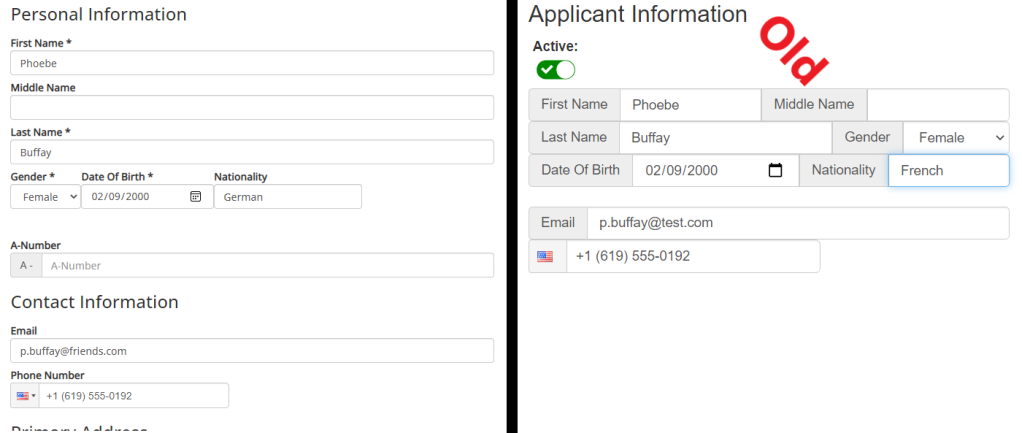 Personal Information
First Name *
Phoebe
Middle Name
Last Name *
Buffay
Gender * Date Of Birth * Nationality
Female 02/09/2000 German
A-Number
A - A-Number
Contact Information
Email
p.buffay@friends.com
Phone Number
+1 (619) 555-0192
Primary Address
Applicant Information
Old
Active:
First Name Phoebe Middle Name
Last Name Buffay Gender Female
Date Of Birth 02/09/2000 Nationality French
Email p.buffay@test.com
+1 (619) 555-0192